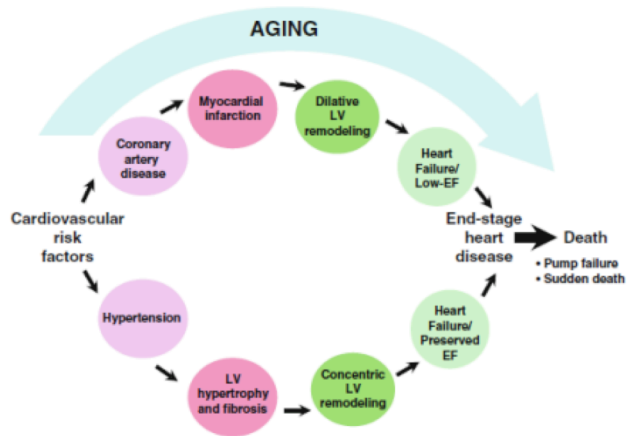 AGING
Myocardial
infarction
Dilative
LV
remodeling
Coronary
artery
disease
Heart
Failure/
Low-EF
Cardiovascular
risk
factors
End-stage
heart
disease
Death
• Pump failure
• Sudden death
Hypertension
Heart
Failure/
Preserved
EF
LV
hypertrophy
and fibrosis
Concentric
LV
remodeling